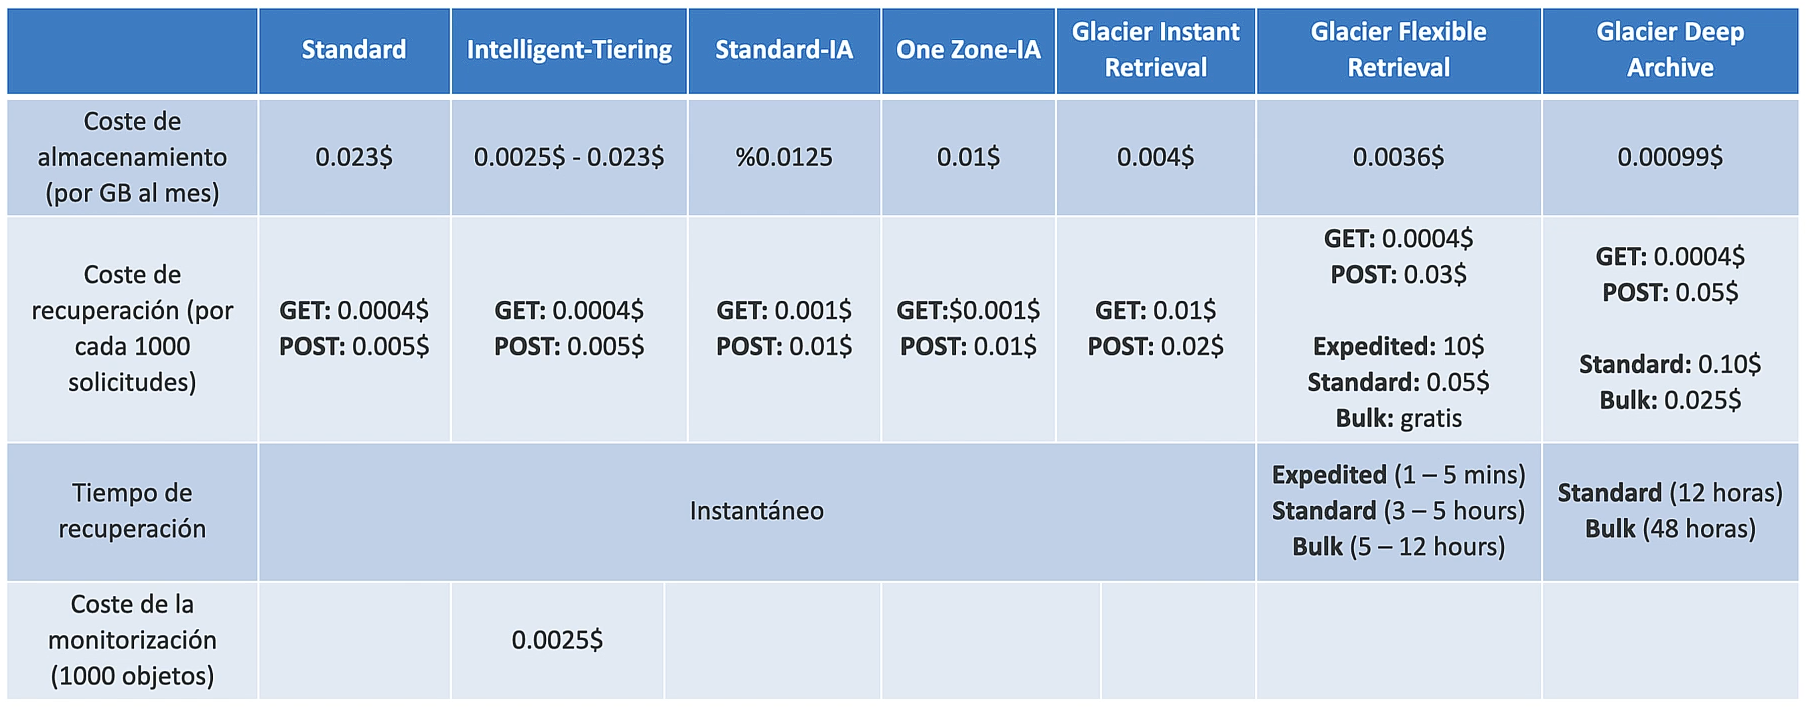 Standard
Intelligent-Tiering
Standard-IA
One Zone-IA
Glacier Instant
Retrieval
Glacier Flexible
Retrieval
Glacier Deep
Archive
Coste de
almacenamiento
(por GB al mes)
0.023$
0.0025$ - 0.023$
%0.0125
0.01$
0.004$
0.0036$
0.00099$
Coste de
recuperación (por
cada 1000
solicitudes)
GET: 0.0004$
POST: 0.005$
GET: 0.0004$
POST: 0.005$
GET: 0.001$
POST: 0.01$
GET:$0.001$
POST: 0.01$
GET: 0.01$
POST: 0.02$
GET: 0.0004$
POST: 0.03$
Expedited: 10$
Standard: 0.05$
Bulk: gratis
GET: 0.0004$
POST: 0.05$
Standard: 0.10$
Bulk: 0.025$
Tiempo de
recuperación
Instantáneo
Expedited (1 – 5 mins)
Standard (3 – 5 hours)
Bulk (5 – 12 hours)
Standard (12 horas)
Bulk (48 horas)
Coste de la
monitorización
(1000 objetos)
0.0025$